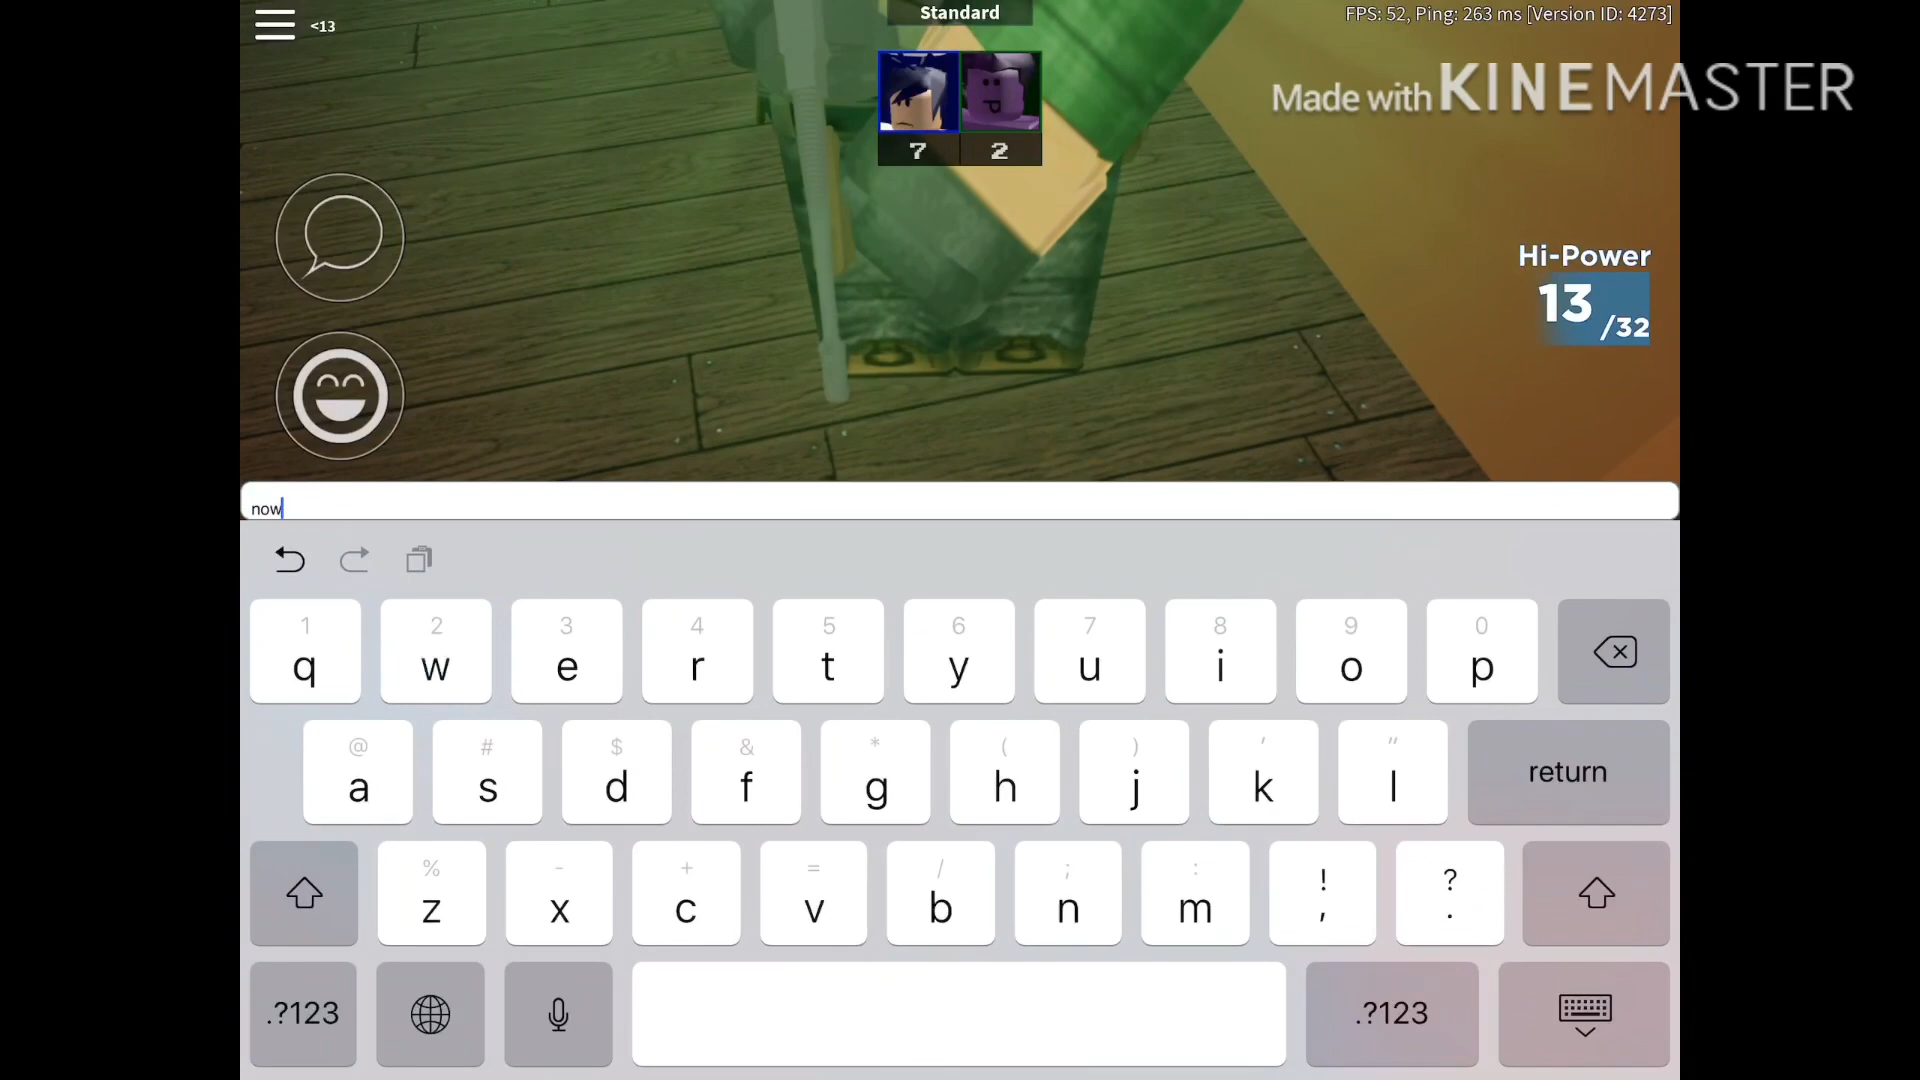 <13
Standard
FPS: 52, Ping: 263 ms [Version ID: 4273]
Made with KINEMASTER
7 2
Hi-Power
13 /32
now
1 2 3 4 5 6 7 8 9 0
q w e r t y u i o p
@ # $ & * ( ) ' "
a s d f g h j k l return
% - + = / ; : ! ?
z x c v b n m , .
.?123 .?123